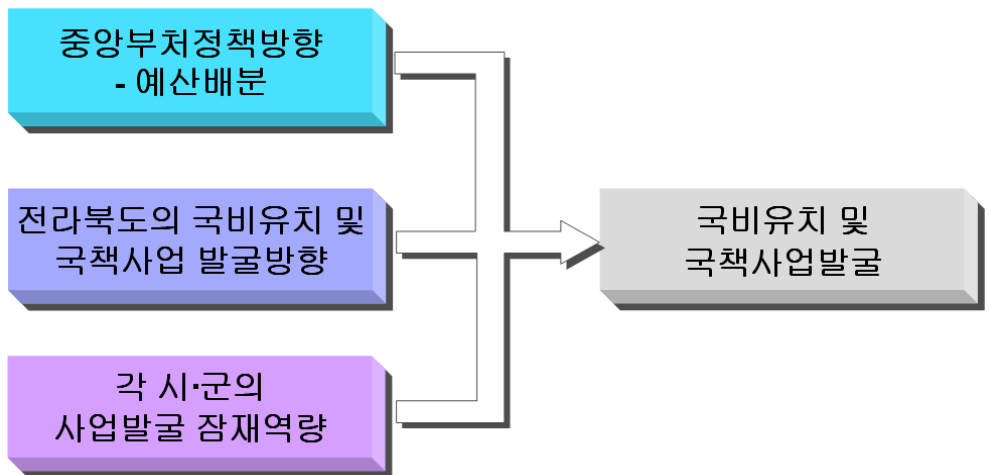 중앙부처정책방향
- 예산배분
전라북도의 국비유치 및
국책사업 발굴방향
국비유치 및
국책사업발굴
각 시·군의
사업발굴 잠재역량